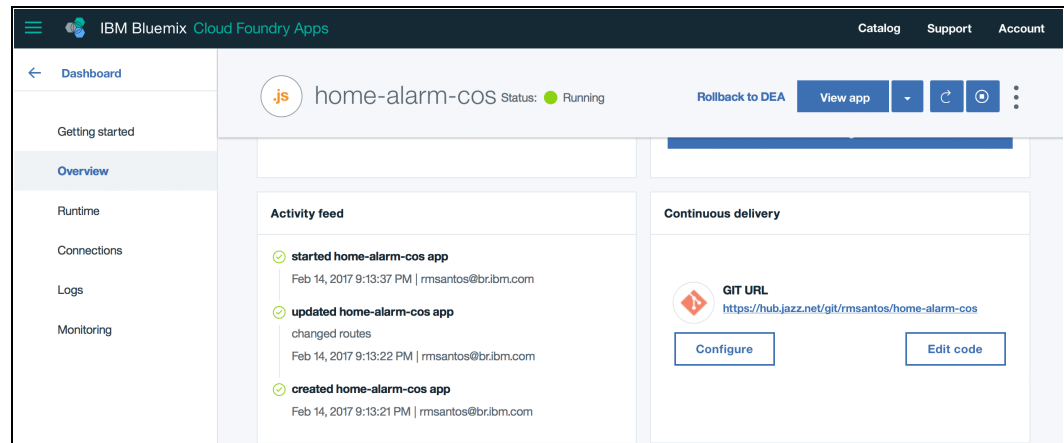 IBM Bluemix Cloud Foundry Apps
Catalog
Support
Account
Dashboard
Getting started
Overview
Runtime
Connections
Logs
Monitoring
.js
home-alarm-cos Status: Running
Rollback to DEA
View app
Activity feed
started home-alarm-cos app
Feb 14, 2017 9:13:37 PM | rmsantos@br.ibm.com
updated home-alarm-cos app
changed routes
Feb 14, 2017 9:13:22 PM | rmsantos@br.ibm.com
created home-alarm-cos app
Feb 14, 2017 9:13:21 PM | rmsantos@br.ibm.com
Continuous delivery
GIT URL
https://hub.jazz.net/git/rmsantos/home-alarm-cos
Configure
Edit code